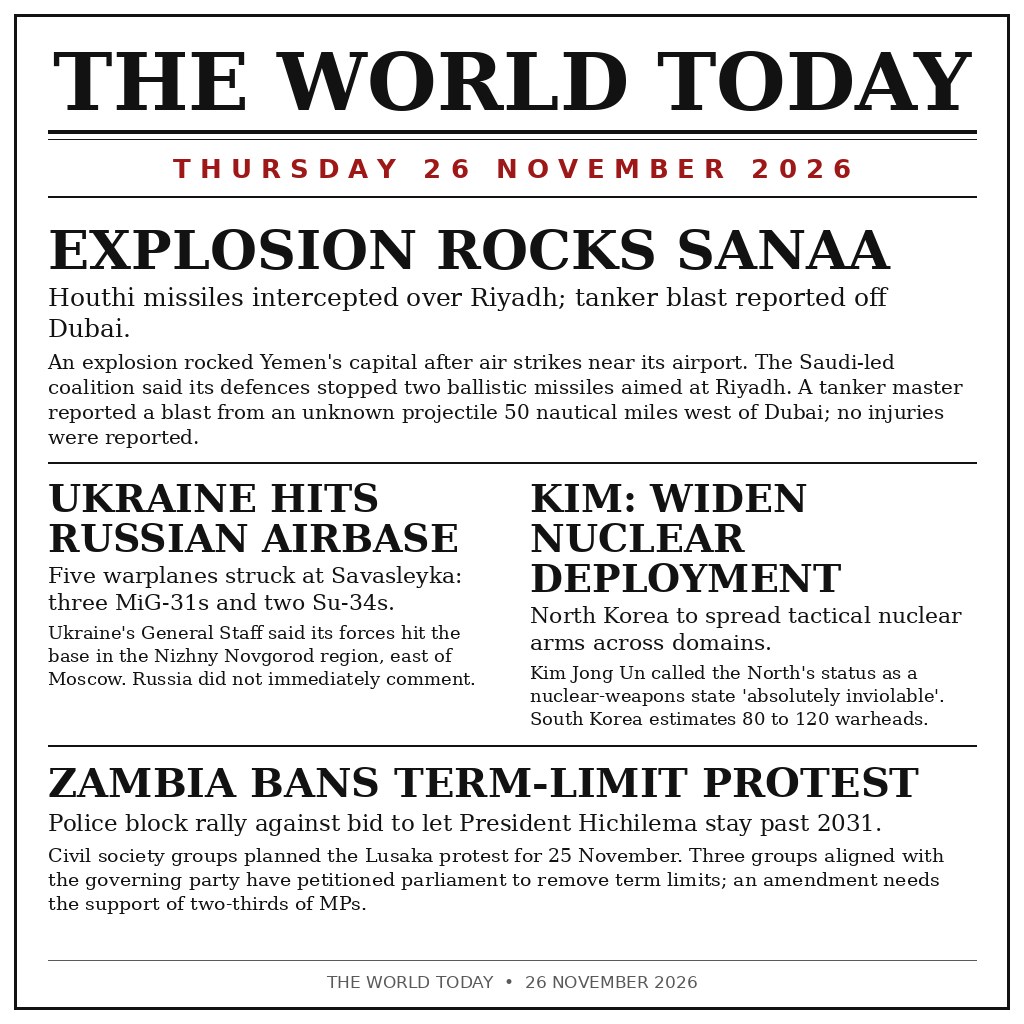 THE WORLD TODAY
THURSDAY 26 NOVEMBER 2026
EXPLOSION ROCKS SANAA
Houthi missiles intercepted over Riyadh; tanker blast reported off
Dubai.
An explosion rocked Yemen's capital after air strikes near its airport. The Saudi-led
coalition said its defences stopped two ballistic missiles aimed at Riyadh. A tanker master
reported a blast from an unknown projectile 50 nautical miles west of Dubai; no injuries
were reported.
UKRAINE HITS
RUSSIAN AIRBASE
Five warplanes struck at Savasleyka:
three MiG-31s and two Su-34s.
Ukraine's General Staff said its forces hit the
base in the Nizhny Novgorod region, east of
Moscow. Russia did not immediately comment.
KIM: WIDEN
NUCLEAR
DEPLOYMENT
North Korea to spread tactical nuclear
arms across domains.
Kim Jong Un called the North's status as a
nuclear-weapons state 'absolutely inviolable'.
South Korea estimates 80 to 120 warheads.
ZAMBIA BANS TERM-LIMIT PROTEST
Police block rally against bid to let President Hichilema stay past 2031.
Civil society groups planned the Lusaka protest for 25 November. Three groups aligned with
the governing party have petitioned parliament to remove term limits; an amendment needs
the support of two-thirds of MPs.
THE WORLD TODAY • 26 NOVEMBER 2026